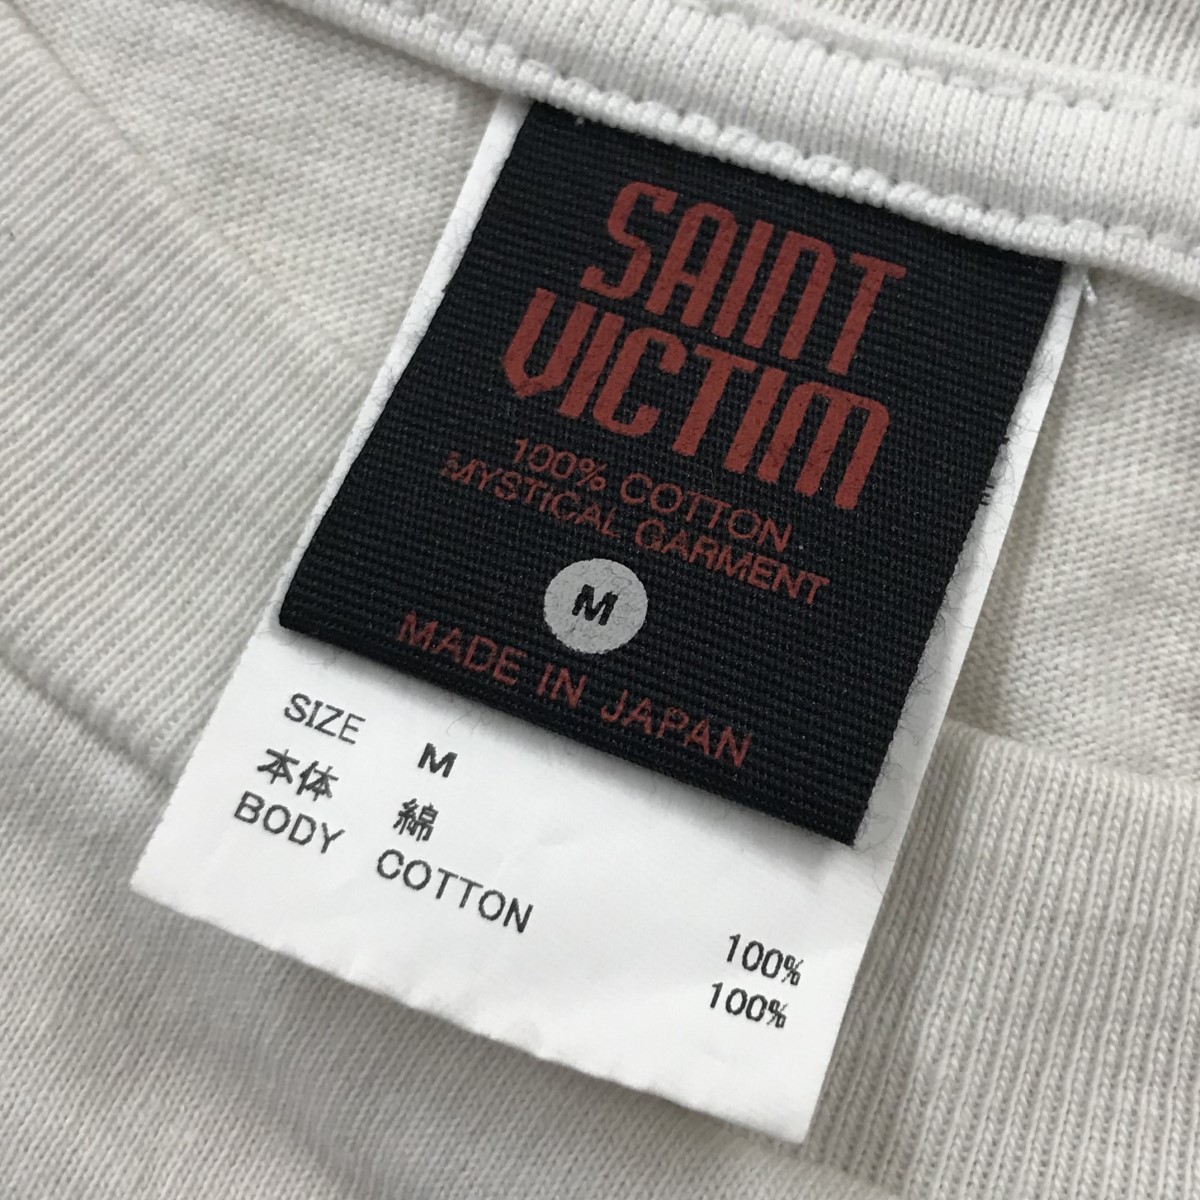 SAINT
VICTIM
100% COTTON
MYSTICAL GARMENT
M
MADE IN JAPAN
SIZE M
本体 綿 100%
BODY COTTON 100%